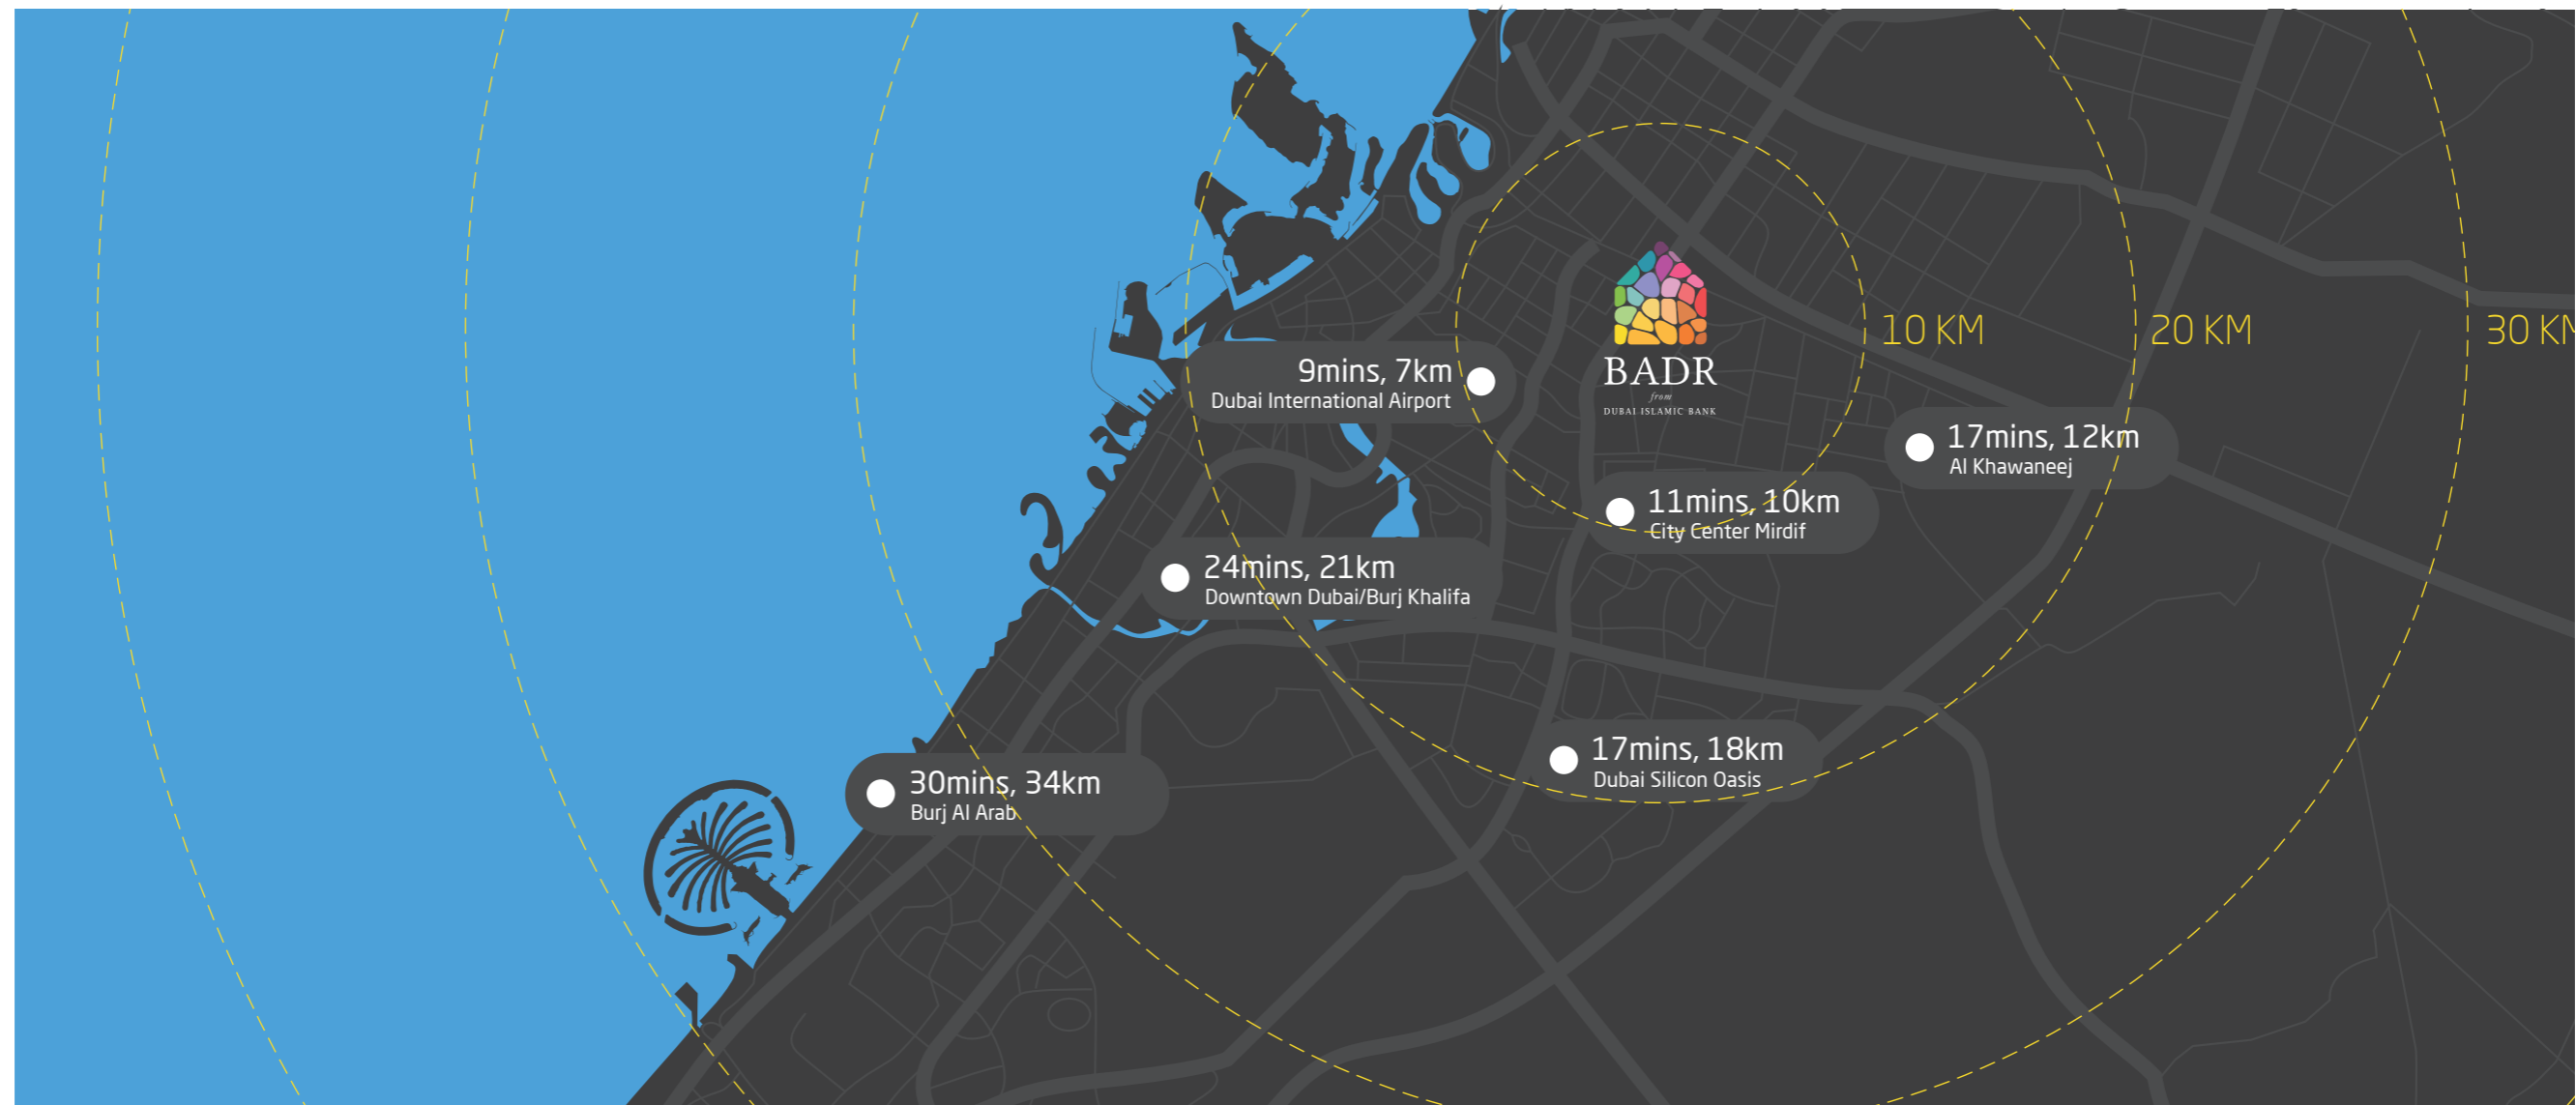 BADR
from
DUBAI ISLAMIC BANK
10 KM
20 KM
30 KM
9mins, 7km
Dubai International Airport
17mins, 12km
Al Khawaneej
11mins, 10km
City Center Mirdif
24mins, 21km
Downtown Dubai/Burj Khalifa
17mins, 18km
Dubai Silicon Oasis
30mins, 34km
Burj Al Arab